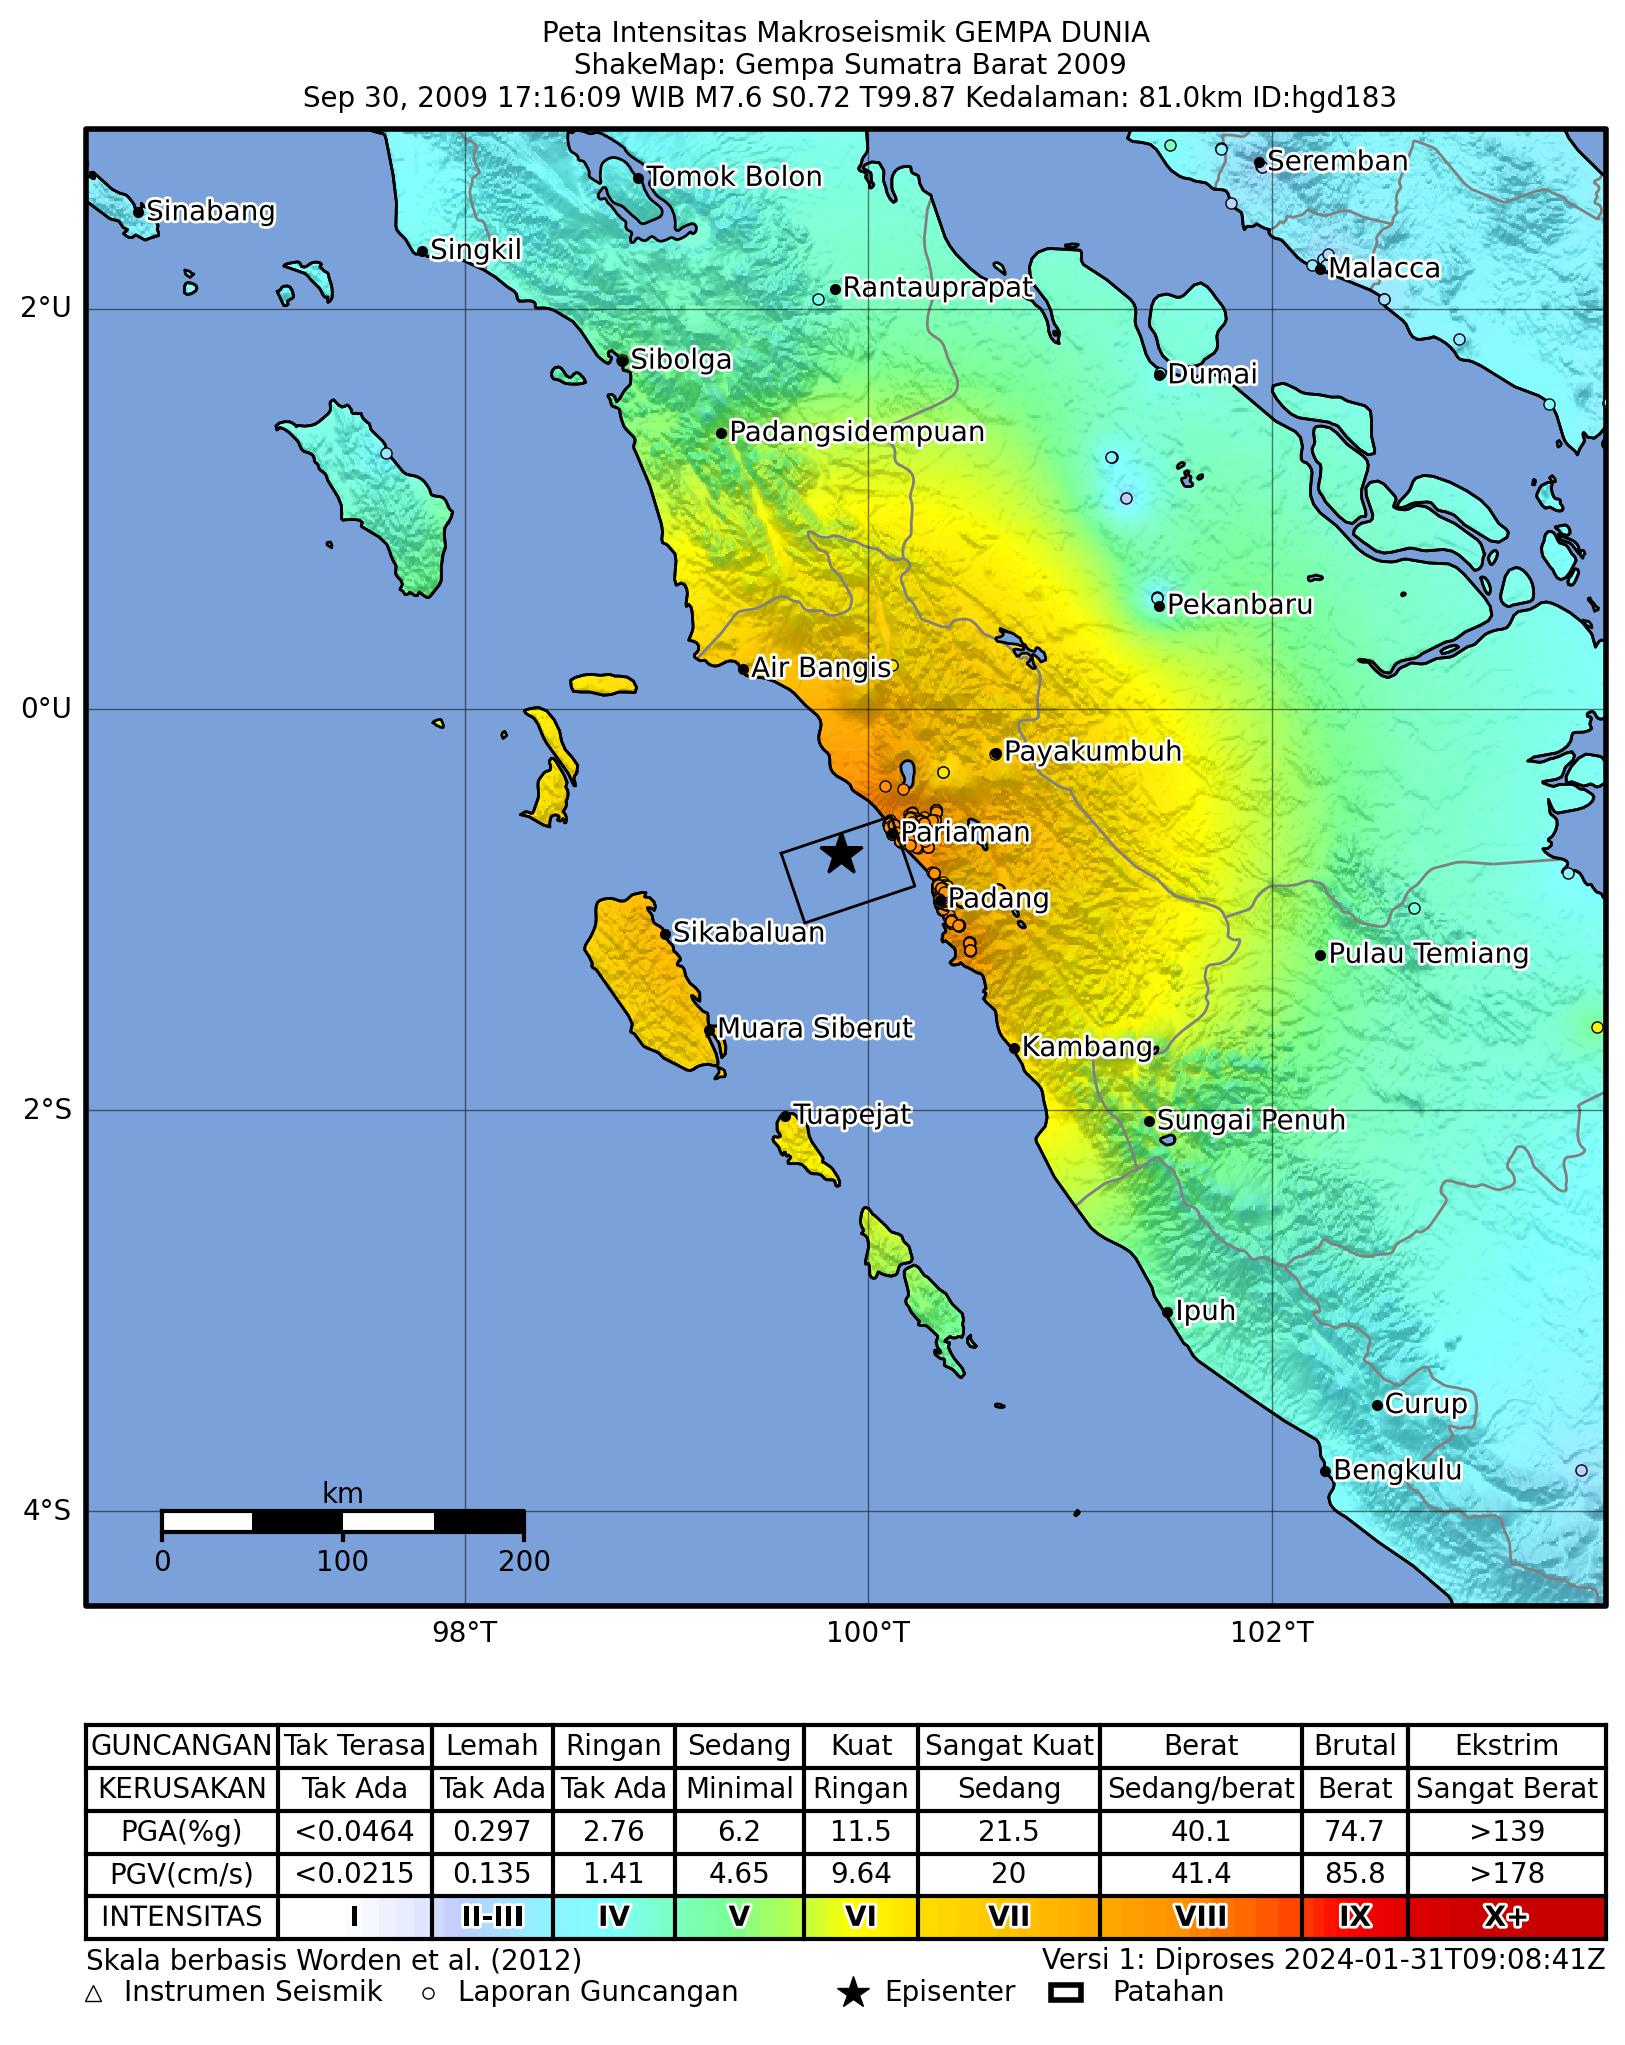 Peta Intensitas Makroseismik GEMPA DUNIA
ShakeMap: Gempa Sumatra Barat 2009
Sep 30, 2009 17:16:09 WIB M7.6 S0.72 T99.87 Kedalaman: 81.0km ID:hgd183
Seremban
Tomok Bolon
Sinabang
Singkil
Malacca
Rantauprapat
2°U
Sibolga
Dumai
Padangsidempuan
Pekanbaru
Air Bangis
0°U
Payakumbuh
Pariaman
Padang
Sikabaluan
Pulau Temiang
Muara Siberut
Kambang
2°S
Tuapejat
Sungai Penuh
Ipuh
Curup
Bengkulu
km
4°S
0 100 200
98°T 100°T 102°T
GUNCANGAN Tak Terasa Lemah Ringan Sedang Kuat Sangat Kuat Berat Brutal Ekstrim
KERUSAKAN Tak Ada Tak Ada Tak Ada Minimal Ringan Sedang Sedang/berat Berat Sangat Berat
PGA(%g) <0.0464 0.297 2.76 6.2 11.5 21.5 40.1 74.7 >139
PGV(cm/s) <0.0215 0.135 1.41 4.65 9.64 20 41.4 85.8 >178
INTENSITAS I II-III IV V VI VII VIII IX X+
Skala berbasis Worden et al. (2012) Versi 1: Diproses 2024-01-31T09:08:41Z
Instrumen Seismik Laporan Guncangan Episenter Patahan